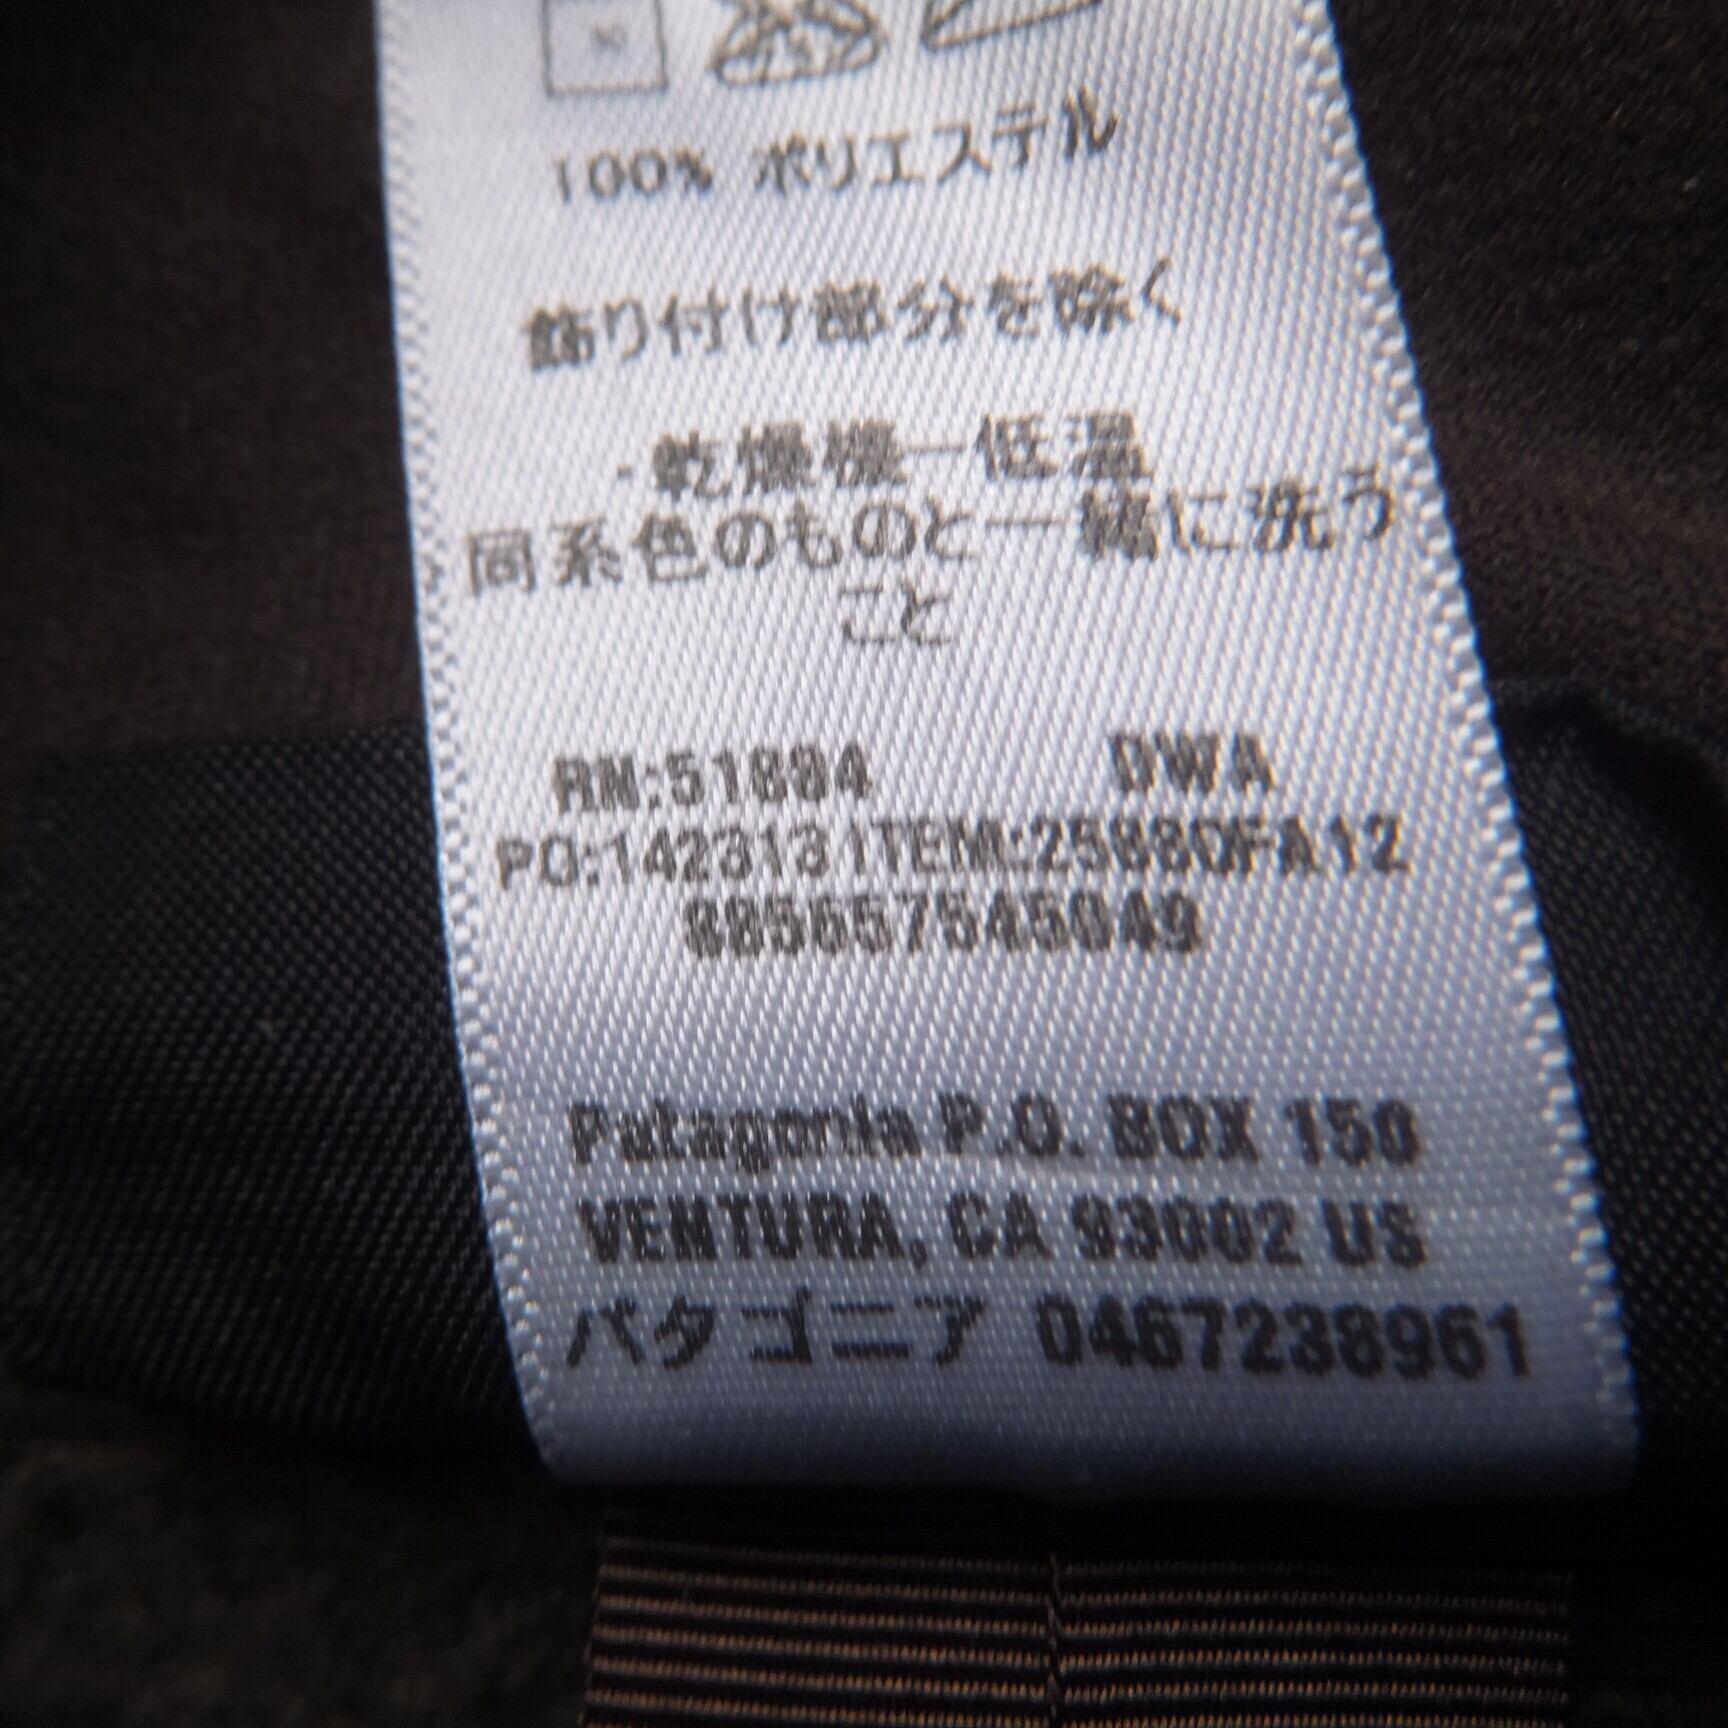 100% ポリエステル
飾り付け部分を除く
・乾燥機ー低温
同系色のものと一緒に洗う
こと
RN:51884 DWA
PO:142313 ITEM:25880FA12
Patagonia P.O. BOX 150
VENTURA, CA 93002 US
パタゴニア 0467238961